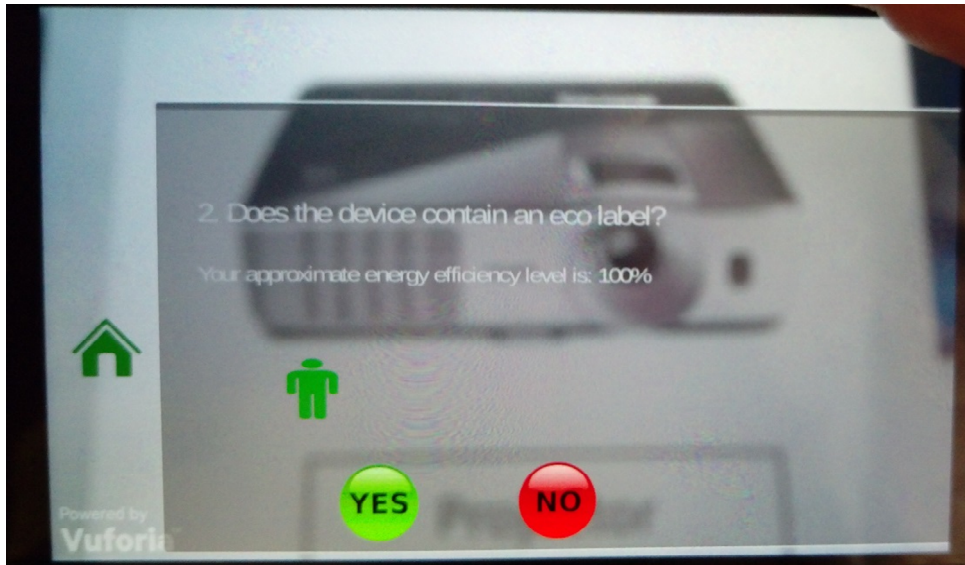 2. Does the device contain an eco label?
Your approximate energy efficiency level is: 100%
YES
NO
Projector
Powered by
Vuforia